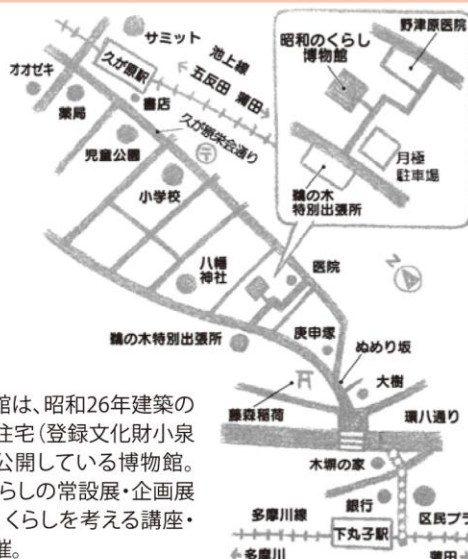 サミット
池上線
オオゼキ
久が原駅
←五反田 蒲田→
薬局
書店
久が原栄会通り
児童公園
〒
小学校
八幡
神社
医院
鵜の木特別出張所
庚申塚
ぬめり坂
藤森稲荷
大樹
環八通り
木塀の家
銀行
多摩川線
区民プラ
下丸子駅
←多摩川
蒲田→
N
野津原医院
昭和のくらし
博物館
月極
駐車場
鵜の木
特別出張所
館は、昭和26年建築の
住宅(登録文化財小泉
公開している博物館。
らしの常設展・企画展
くらしを考える講座・
催。